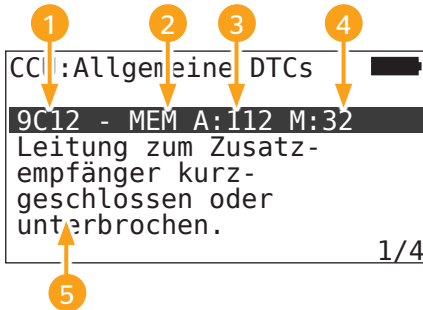 1 2 3 4
CCU:Allgemeine DTCs
9C12 - MEM A:112 M:32
Leitung zum Zusatz-
empfänger kurz-
geschlossen oder
unterbrochen.
1/4
5